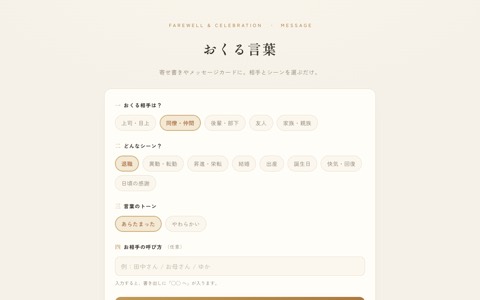 FAREWELL & CELEBRATION · MESSAGE
おくる言葉
寄せ書きやメッセージカードに、相手とシーンを選ぶだけ。
一 おくる相手は？
上司・目上 同僚・仲間 後輩・部下 友人 家族・親族
二 どんなシーン？
退職 異動・転勤 昇進・栄転 結婚 出産 誕生日 快気・回復
日頃の感謝
三 言葉のトーン
あらたまった やわらかい
四 お相手の呼び方 （任意）
例：田中さん / お母さん / ゆか
入力すると、書き出しに「〇〇 へ」が入ります。